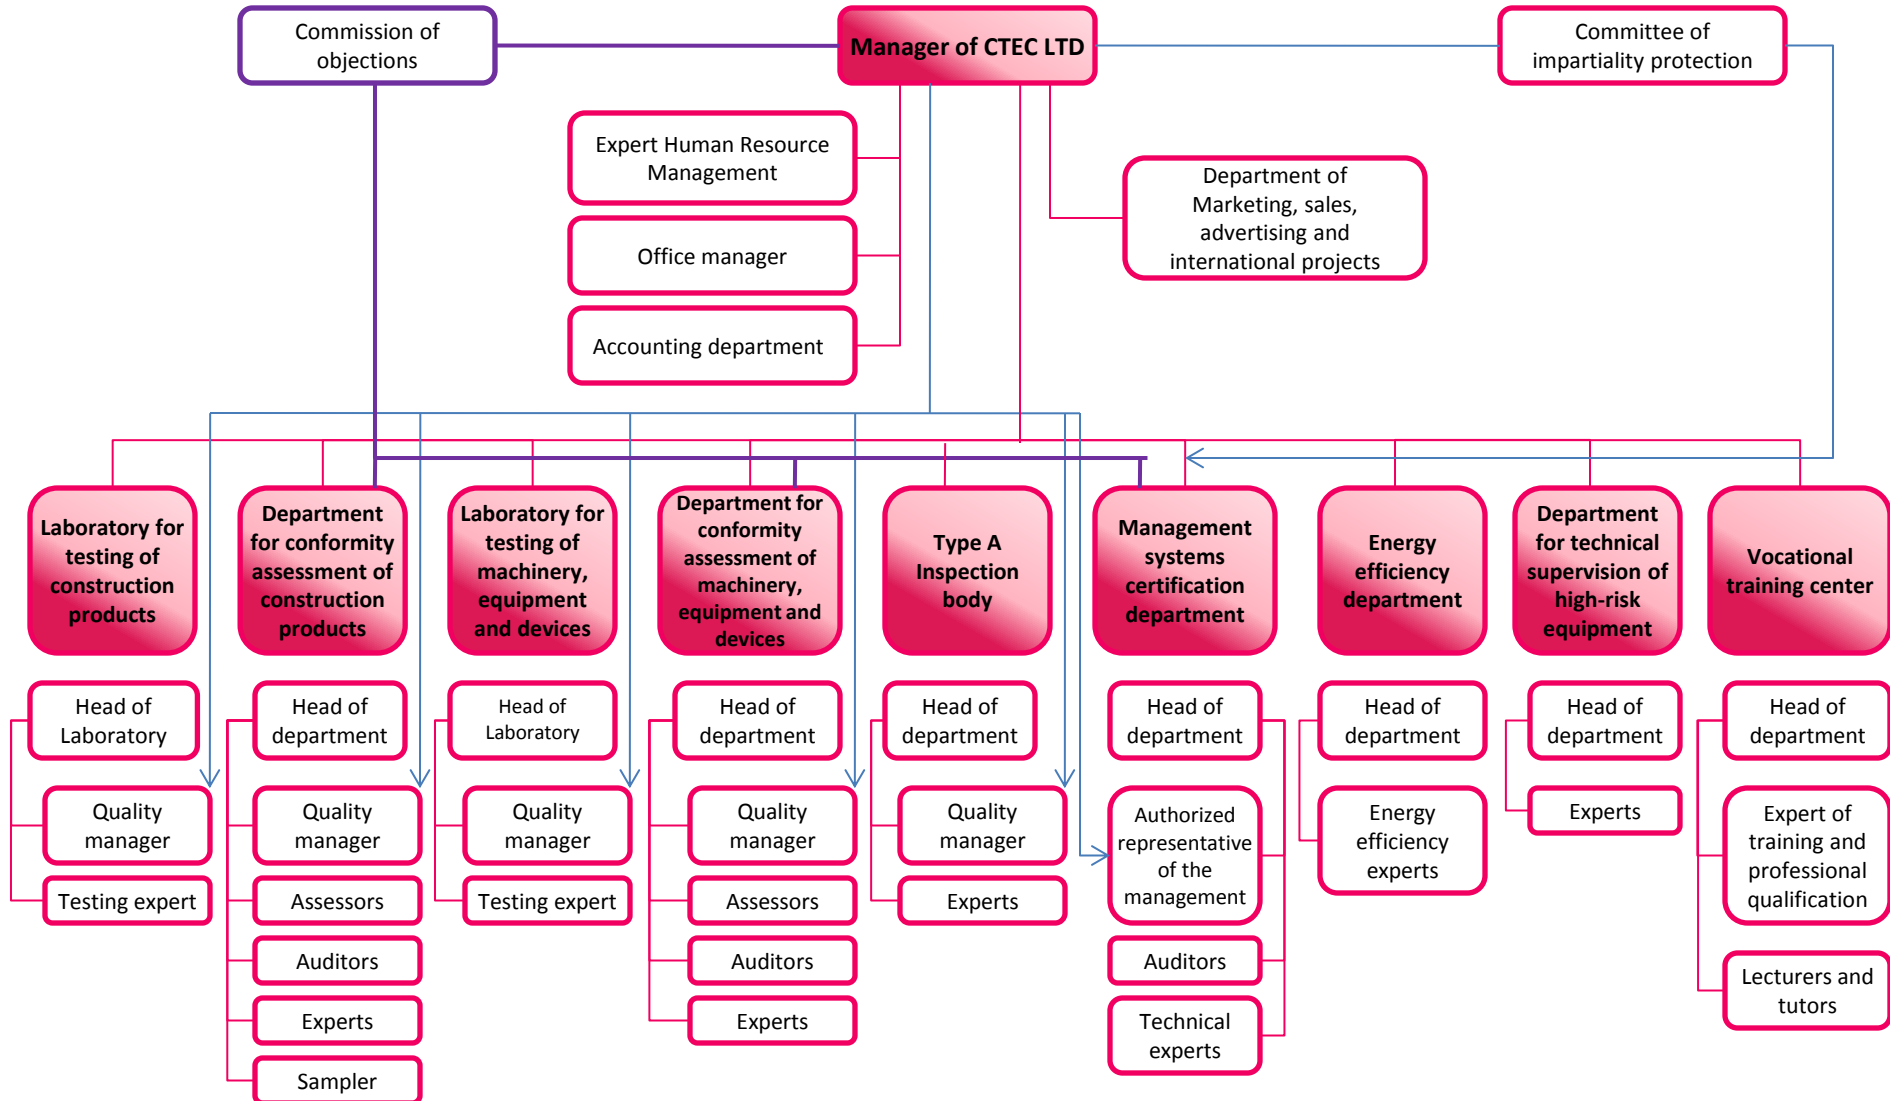 Commission of
objections
Manager of CTEC LTD
Committee of
impartiality protection
Expert Human Resource
Management
Office manager
Accounting department
Department of
Marketing, sales,
advertising and
international projects
Laboratory for
testing of
construction
products
Department
for conformity
assessment of
construction
products
Laboratory for
testing of
machinery,
equipment
and devices
Department for
conformity
assessment of
machinery,
equipment and
devices
Type A
Inspection
body
Management
systems
certification
department
Energy
efficiency
department
Department
for technical
supervision of
high-risk
equipment
Vocational
training center
Head of
Laboratory
Quality
manager
Testing expert
Head of
department
Quality
manager
Assessors
Auditors
Experts
Sampler
Head of
Laboratory
Quality
manager
Testing expert
Head of
department
Quality
manager
Assessors
Auditors
Experts
Head of
department
Quality
manager
Experts
Head of
department
Authorized
representative
of the
management
Auditors
Technical
experts
Head of
department
Energy
efficiency
experts
Head of
department
Experts
Head of
department
Expert of
training and
professional
qualification
Lecturers and
tutors